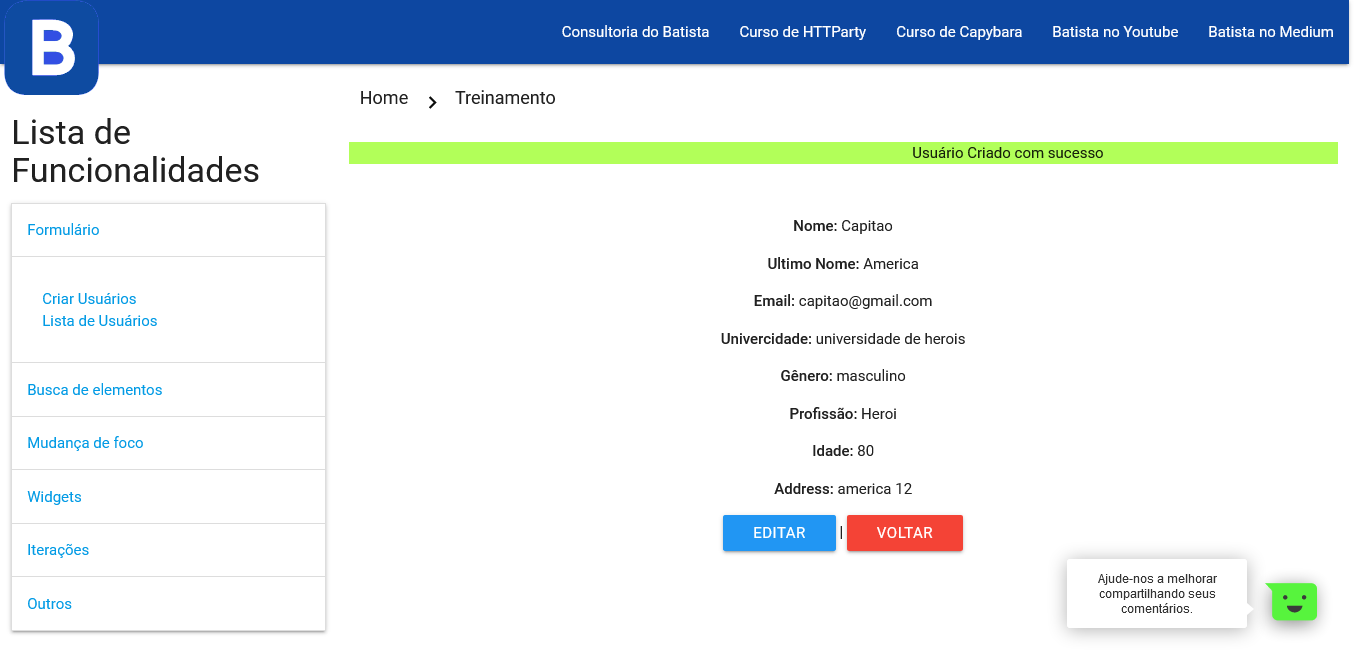 B
Consultoria do Batista
Curso de HTTParty
Curso de Capybara
Batista no Youtube
Batista no Medium
Home
Treinamento
Lista de
Funcionalidades
Formulário
Criar Usuários
Lista de Usuários
Busca de elementos
Mudança de foco
Widgets
Iterações
Outros
Usuário Criado com sucesso
Nome: Capitao
Ultimo Nome: America
Email: capitao@gmail.com
Univercidade: universidade de herois
Gênero: masculino
Profissão: Heroi
Idade: 80
Address: america 12
EDITAR | VOLTAR
Ajude-nos a melhorar
compartilhando seus
comentários.